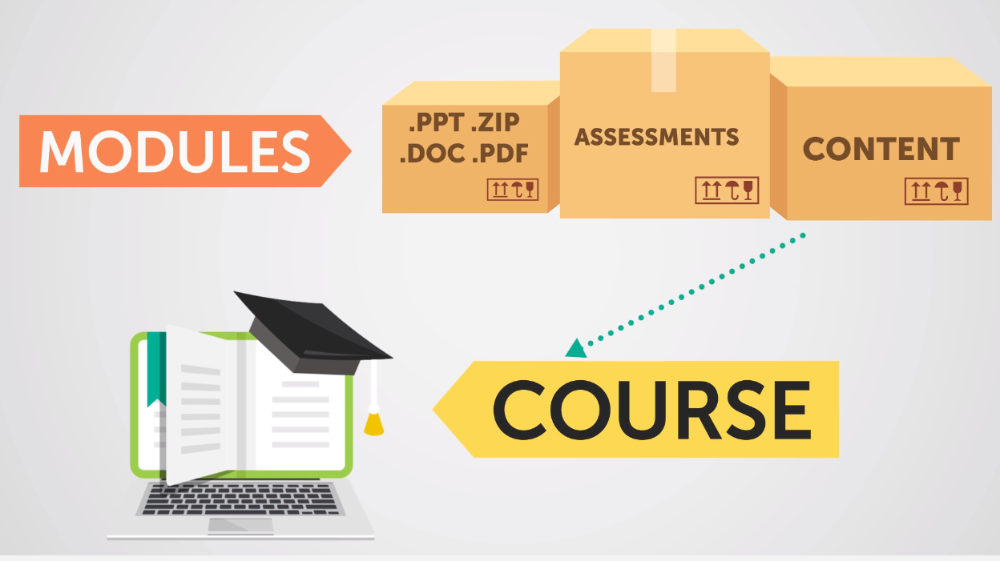 MODULES
.PPT .ZIP
.DOC .PDF
ASSESSMENTS
CONTENT
COURSE